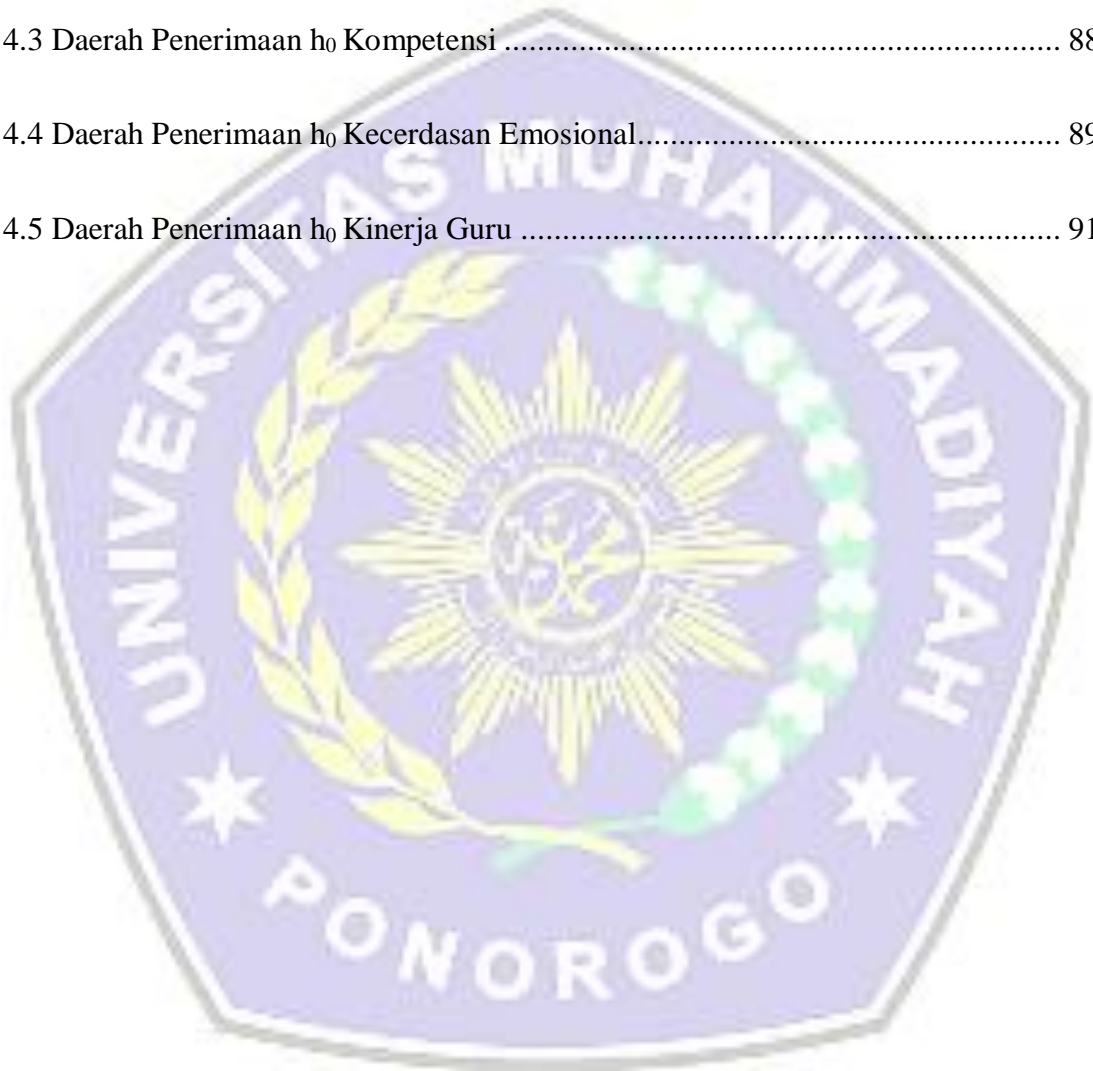 4.3 Daerah Penerimaan h₀ Kompetensi .................................................................... 88
4.4 Daerah Penerimaan h₀ Kecerdasan Emosional.................................................... 89
4.5 Daerah Penerimaan h₀ Kinerja Guru .................................................................. 91
UNIVERSITAS MUHAMMADIYAH
PONOROGO